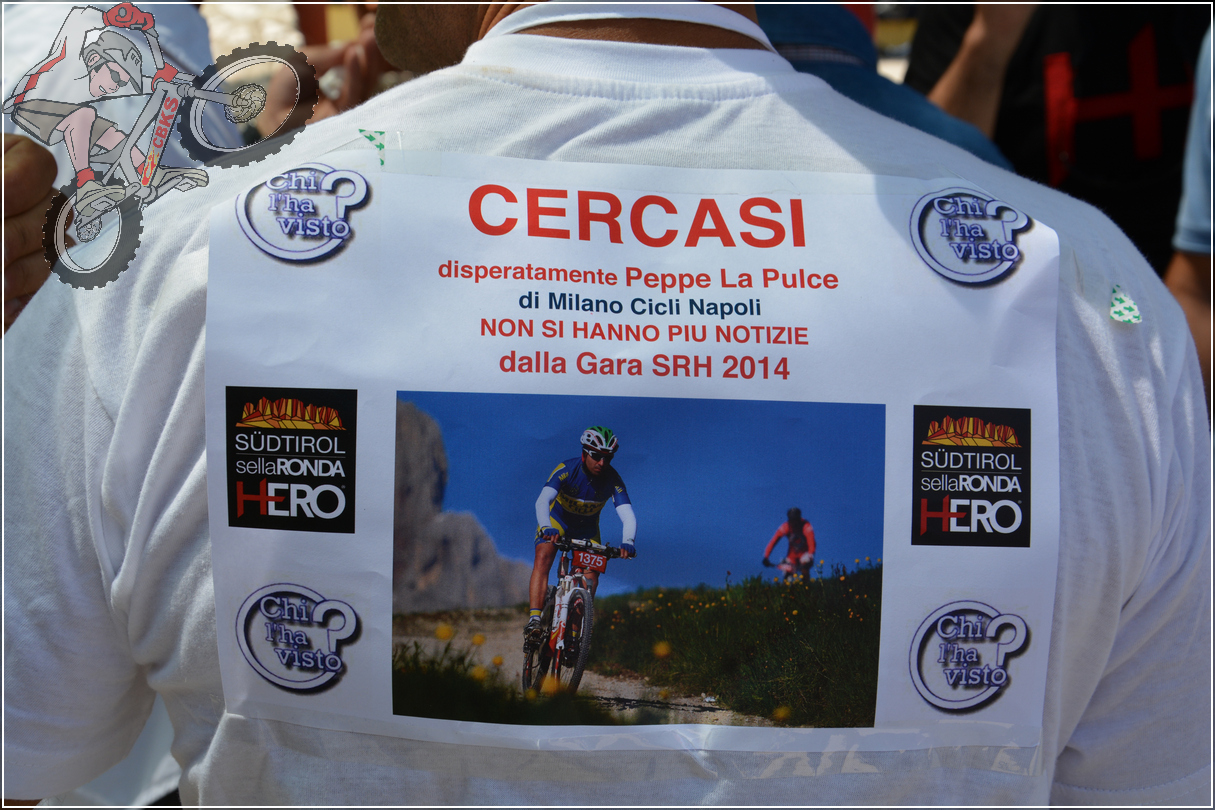 CBKS
Chi
l'ha
visto
?
CERCASI
disperatamente Peppe La Pulce
di Milano Cicli Napoli
NON SI HANNO PIU NOTIZIE
dalla Gara SRH 2014
Chi
l'ha
visto
?
SÜDTIROL
sellaRONDA
HERO
1375
SÜDTIROL
sellaRONDA
HERO
Chi
l'ha
visto
?
Chi
l'ha
visto
?